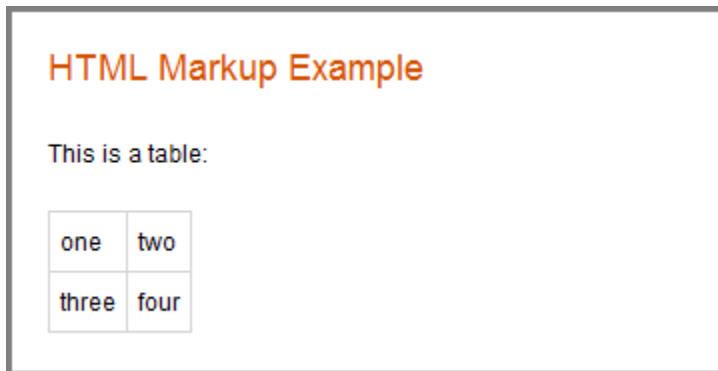 HTML Markup Example
This is a table:
one two
three four